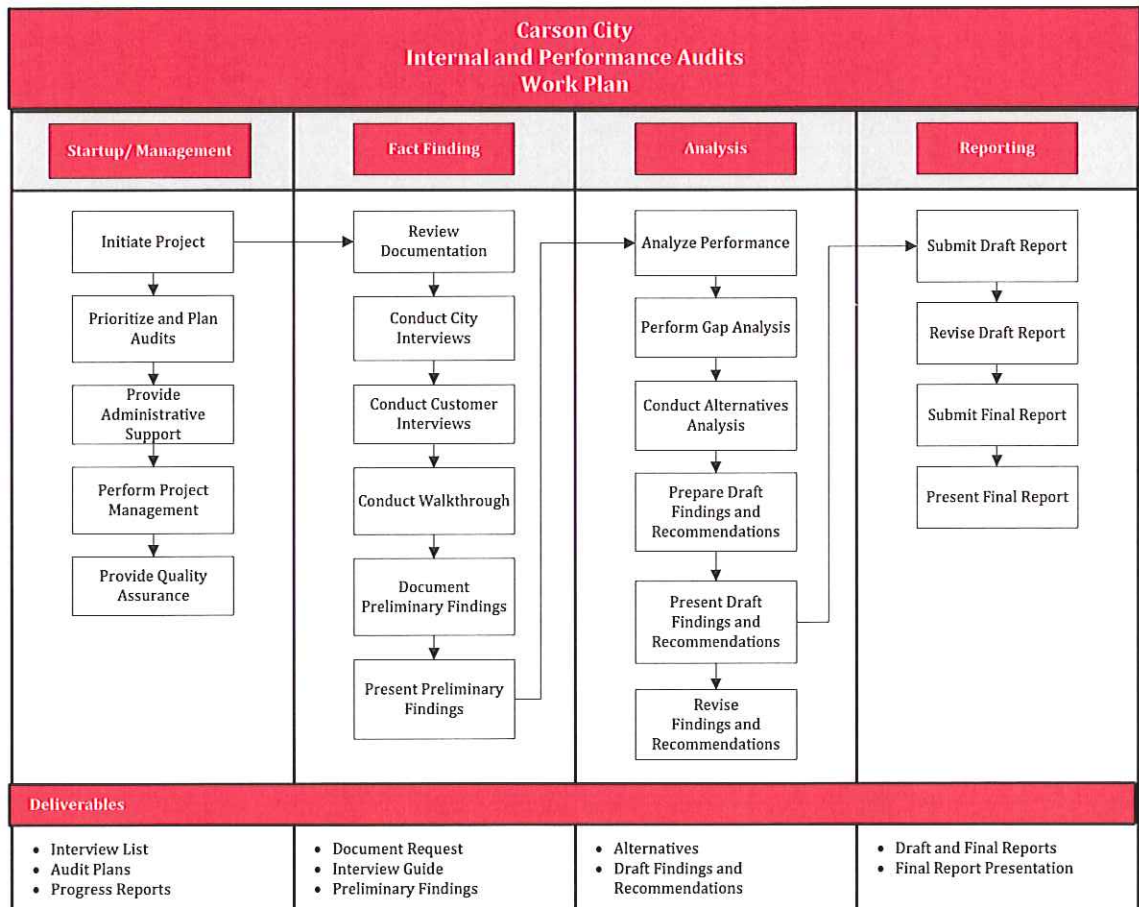 Carson City
Internal and Performance Audits
Work Plan
Startup/ Management
Fact Finding
Analysis
Reporting
Initiate Project
Prioritize and Plan
Audits
Provide
Administrative
Support
Perform Project
Management
Provide Quality
Assurance
Review
Documentation
Conduct City
Interviews
Conduct Customer
Interviews
Conduct Walkthrough
Document
Preliminary Findings
Present Preliminary
Findings
Analyze Performance
Perform Gap Analysis
Conduct Alternatives
Analysis
Prepare Draft
Findings and
Recommendations
Present Draft
Findings and
Recommendations
Revise
Findings and
Recommendations
Submit Draft Report
Revise Draft Report
Submit Final Report
Present Final Report
Deliverables
• Interview List
• Audit Plans
• Progress Reports
• Document Request
• Interview Guide
• Preliminary Findings
• Alternatives
• Draft Findings and
Recommendations
• Draft and Final Reports
• Final Report Presentation